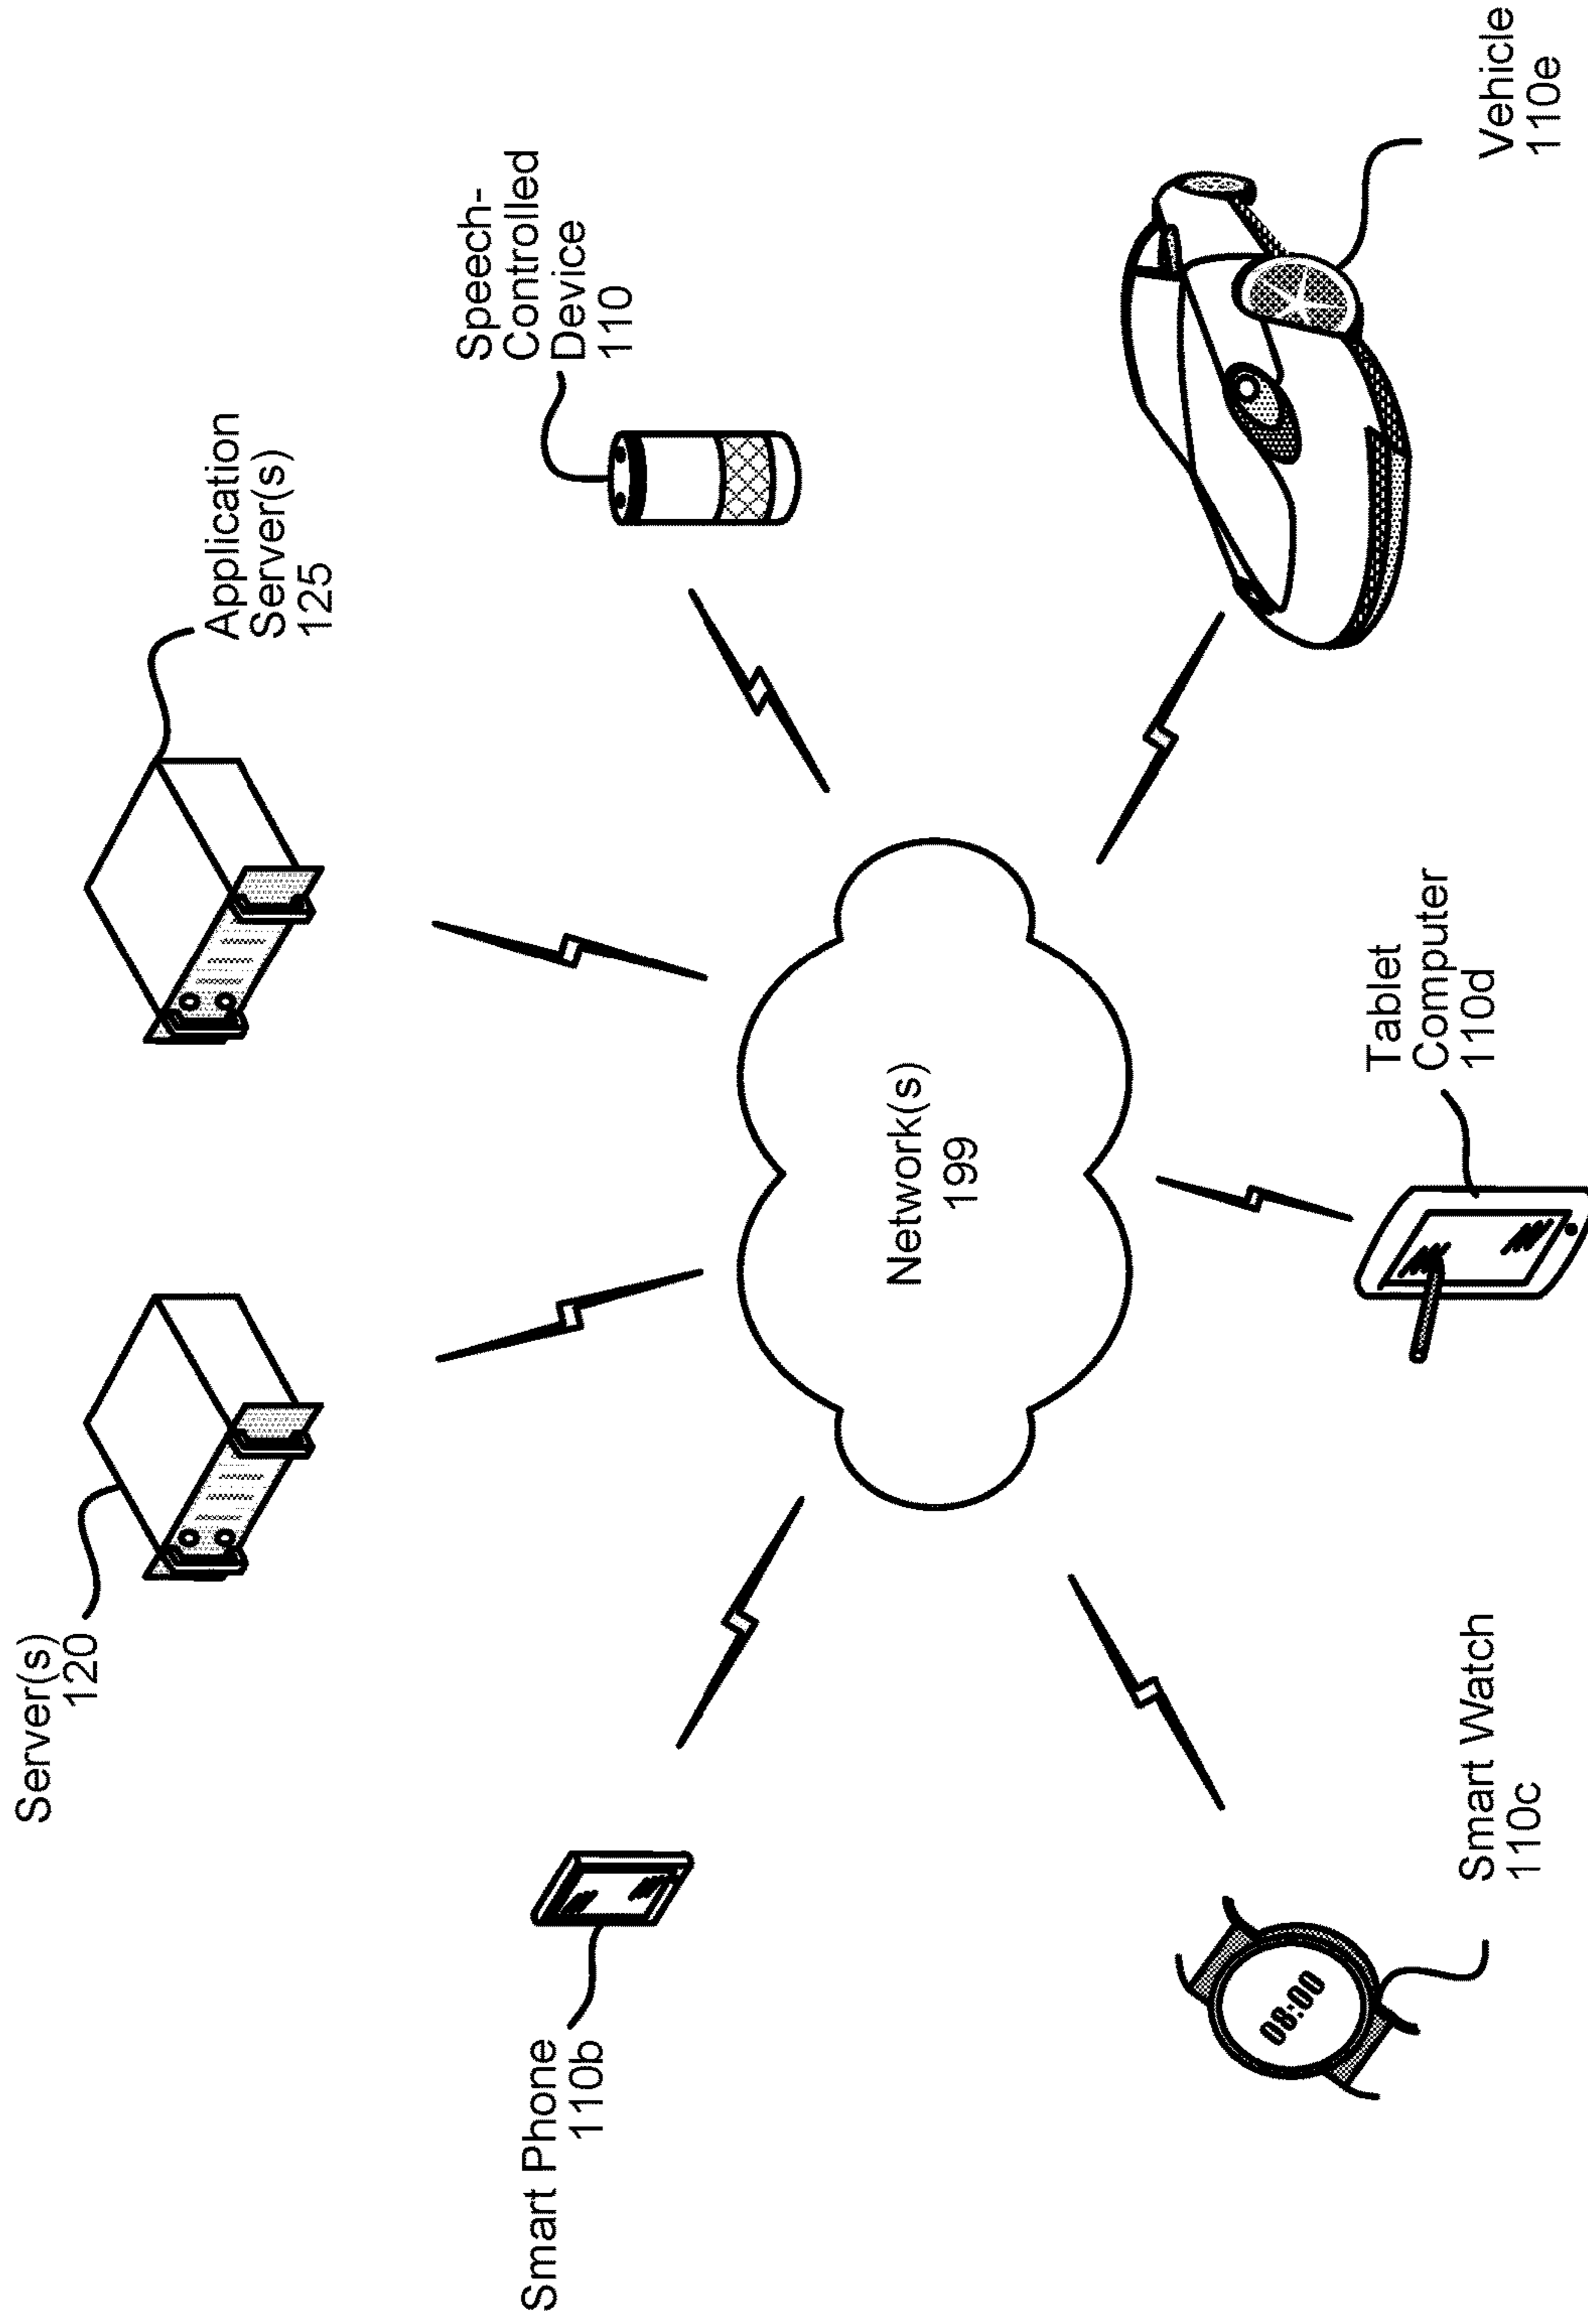 Server(s)
120
Application
Server(s)
125
Smart Phone
110b
Speech-
Controlled
Device
110
Network(s)
199
Smart Watch
110c
08:00
Tablet
Computer
110d
Vehicle
110e